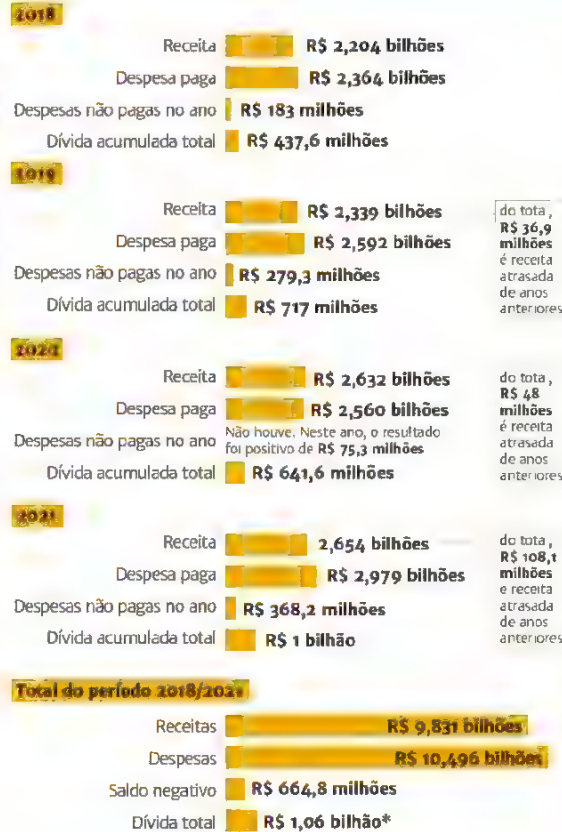 2018
Receita R$ 2,204 bilhões
Despesa paga R$ 2,364 bilhões
Despesas não pagas no ano R$ 183 milhões
Dívida acumulada total R$ 437,6 milhões
2019
Receita R$ 2,339 bilhões
Despesa paga R$ 2,592 bilhões
Despesas não pagas no ano R$ 279,3 milhões
Dívida acumulada total R$ 717 milhões
do total,
R$ 36,9
milhões
é receita
atrasada
de anos
anteriores
2020
Receita R$ 2,632 bilhões
Despesa paga R$ 2,560 bilhões
Despesas não pagas no ano Não houve. Neste ano, o resultado
foi positivo de R$ 75,3 milhões
Dívida acumulada total R$ 641,6 milhões
do total,
R$ 48
milhões
é receita
atrasada
de anos
anteriores
2021
Receita 2,654 bilhões
Despesa paga R$ 2,979 bilhões
Despesas não pagas no ano R$ 368,2 milhões
Dívida acumulada total R$ 1 bilhão
do total,
R$ 108,1
milhões
é receita
atrasada
de anos
anteriores
Total do período 2018/2021
Receitas R$ 9,831 bilhões
Despesas R$ 10,496 bilhões
Saldo negativo R$ 664,8 milhões
Dívida total R$ 1,06 bilhão*